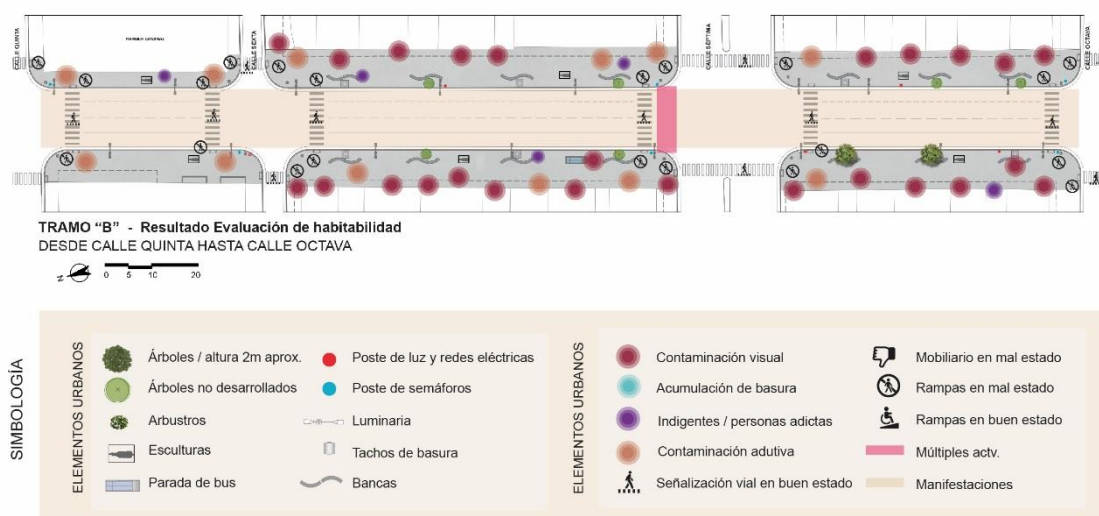 CALLE QUINTA
PARQUE CENTRAL
CALLE SEXTA
CALLE SÉPTIMA
CALLE OCTAVA
TRAMO "B" - Resultado Evaluación de habitabilidad
DESDE CALLE QUINTA HASTA CALLE OCTAVA
N
0 5 10 20
SIMBOLOGÍA
ELEMENTOS URBANOS
Árboles / altura 2m aprox.
Árboles no desarrollados
Arbustros
Esculturas
Parada de bus
Poste de luz y redes eléctricas
Poste de semáforos
Luminaria
Tachos de basura
Bancas
ELEMENTOS URBANOS
Contaminación visual
Acumulación de basura
Indigentes / personas adictas
Contaminación adutiva
Señalización vial en buen estado
Mobiliario en mal estado
Rampas en mal estado
Rampas en buen estado
Múltiples actv.
Manifestaciones